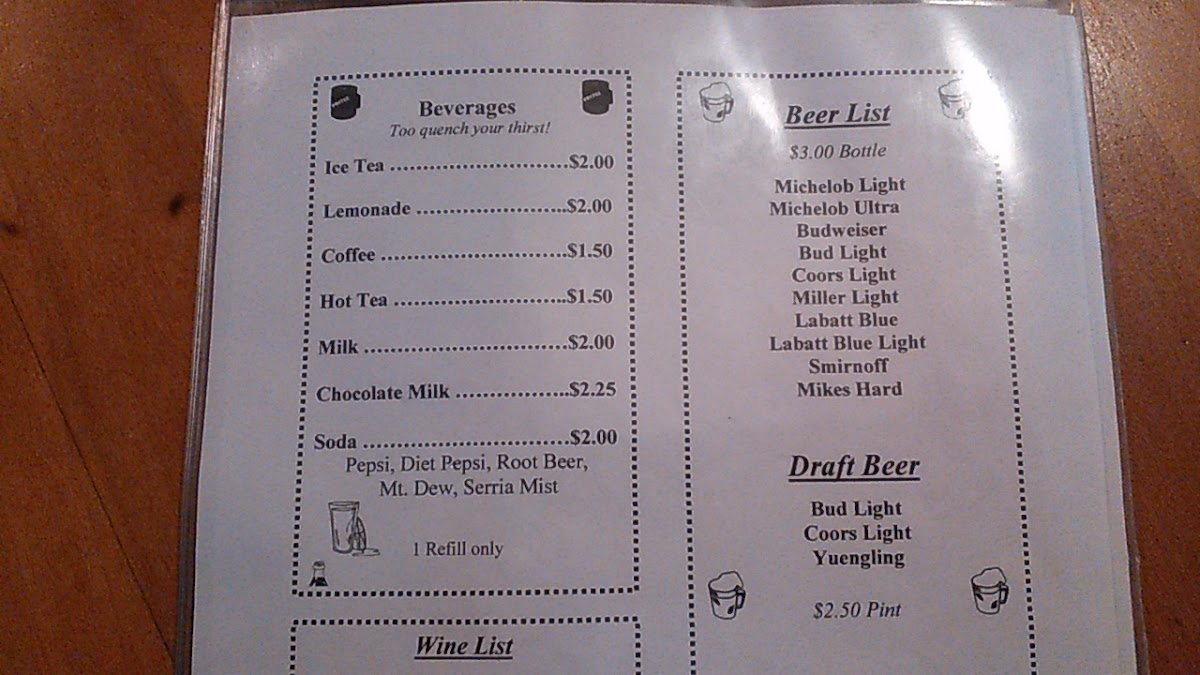 Beverages
Too quench your thirst!
Ice Tea ..............................$2.00
Lemonade .........................$2.00
Coffee ...............................$1.50
Hot Tea .............................$1.50
Milk ..................................$2.00
Chocolate Milk ...................$2.25
Soda ..................................$2.00
Pepsi, Diet Pepsi, Root Beer,
Mt. Dew, Serria Mist
1 Refill only
Wine List
Beer List
$3.00 Bottle
Michelob Light
Michelob Ultra
Budweiser
Bud Light
Coors Light
Miller Light
Labatt Blue
Labatt Blue Light
Smirnoff
Mikes Hard
Draft Beer
Bud Light
Coors Light
Yuengling
$2.50 Pint